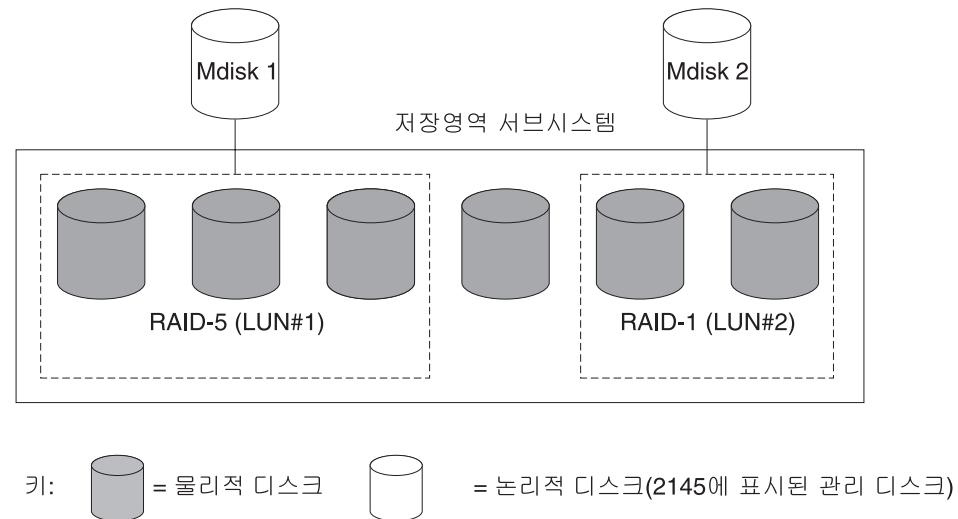 Mdisk 1
Mdisk 2
저장영역 서브시스템
RAID-5 (LUN#1)
RAID-1 (LUN#2)
키:
= 물리적 디스크
= 논리적 디스크(2145에 표시된 관리 디스크)